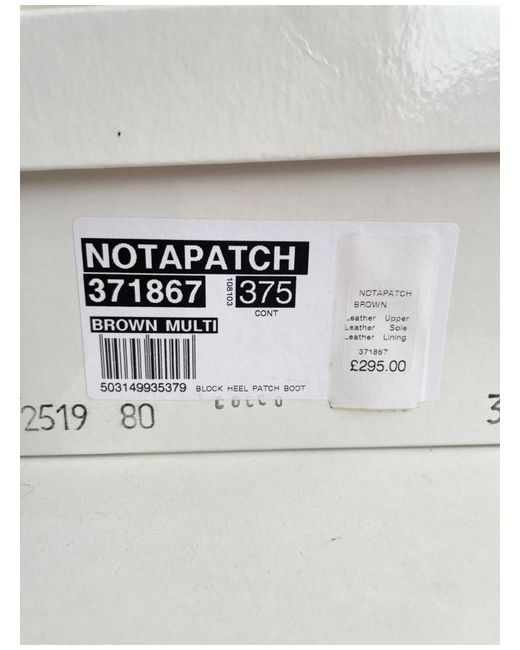 NOTAPATCH
371867
108103
375
CONT
BROWN MULTI
503149935379
BLOCK HEEL PATCH BOOT
NOTAPATCH
BROWN
Leather Upper
Leather Sole
Leather Lining
371867
£295.00
2519 80
3